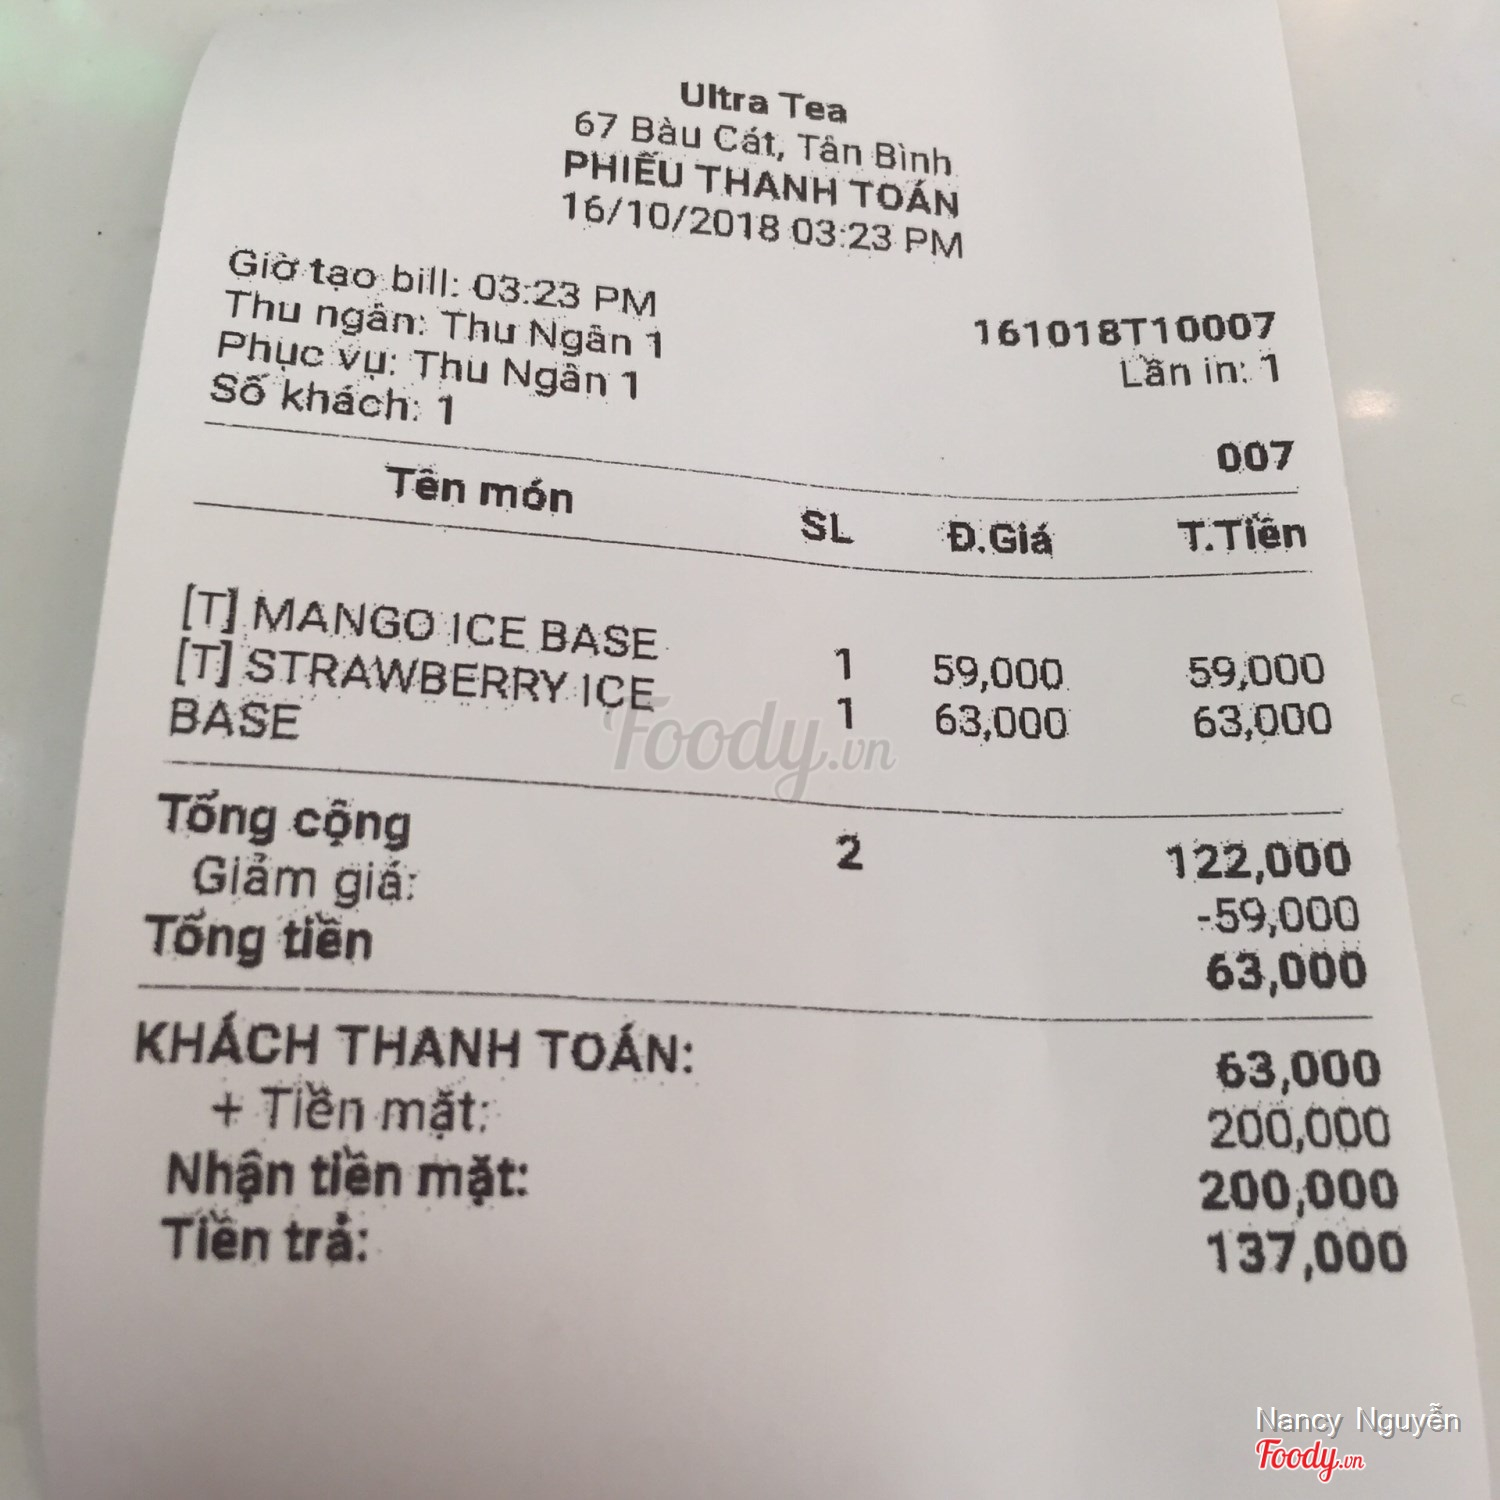 Ultra Tea
67 Bàu Cát, Tân Bình
PHIẾU THANH TOÁN
16/10/2018 03:23 PM
Giờ tạo bill: 03:23 PM
Thu ngân: Thu Ngân 1 161018T10007
Phục vụ: Thu Ngân 1 Lần in: 1
Số khách: 1 007
Tên món SL Đ.Giá T.Tiền
[T] MANGO ICE BASE 1 59,000 59,000
[T] STRAWBERRY ICE 1 63,000 63,000
BASE
Tổng cộng 2 122,000
Giảm giá: -59,000
Tổng tiền 63,000
KHÁCH THANH TOÁN: 63,000
+ Tiền mặt: 200,000
Nhận tiền mặt: 200,000
Tiền trả: 137,000
Foody.vn
Nancy Nguyễn
Foody.vn